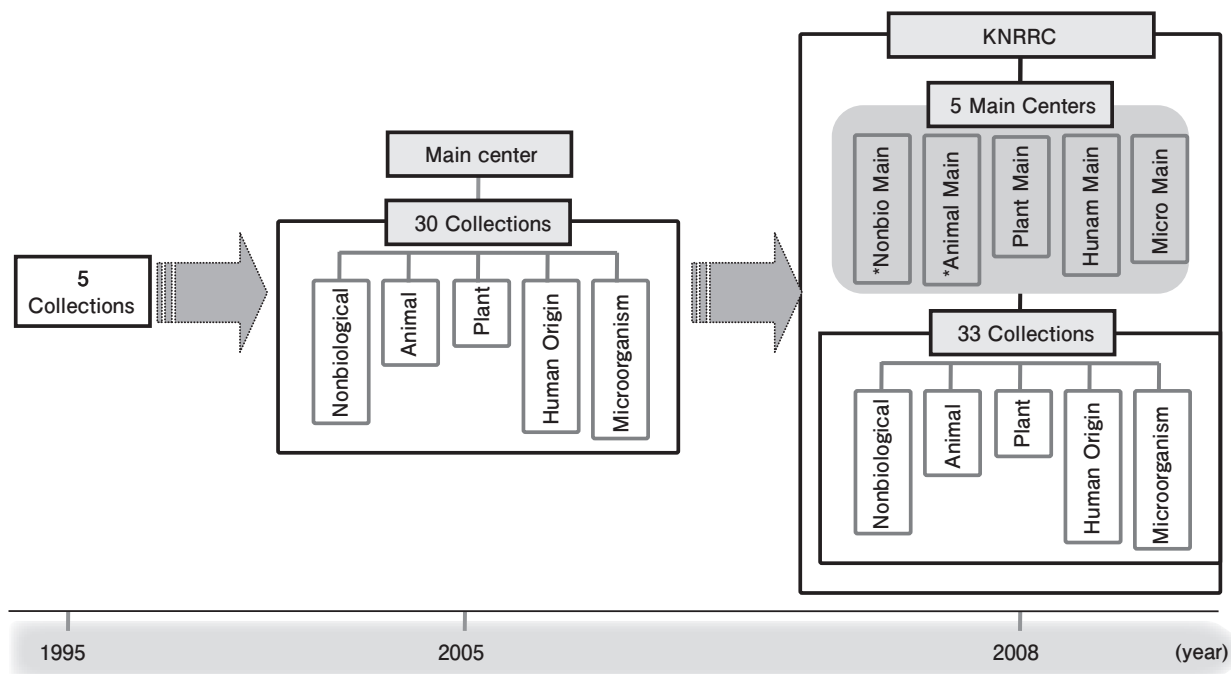 5
Collections
Main center
30 Collections
Nonbiological
Animal
Plant
Human Origin
Microorganism
KNRRC
5 Main Centers
*Nonbio Main
*Animal Main
Plant Main
Hunam Main
Micro Main
33 Collections
Nonbiological
Animal
Plant
Human Origin
Microorganism
1995
2005
2008
(year)